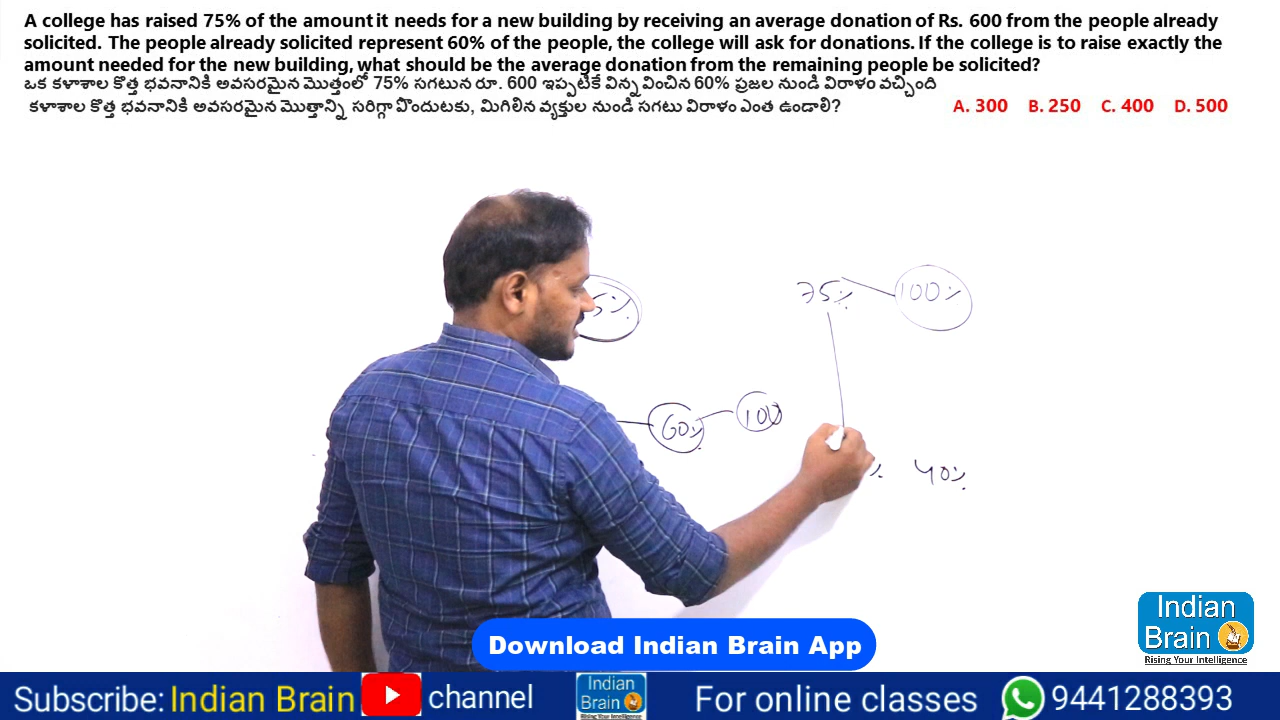 A college has raised 75% of the amount it needs for a new building by receiving an average donation of Rs. 600 from the people already
solicited. The people already solicited represent 60% of the people, the college will ask for donations. If the college is to raise exactly the
amount needed for the new building, what should be the average donation from the remaining people be solicited?
ఒక కళాశాల కొత్త భవనానికి అవసరమైన మొత్తంలో 75% సగటున రూ. 600 ఇప్పటికే విన్నవించిన 60% ప్రజల నుండి విరాళం వచ్చింది
కళాశాల కొత్త భవనానికి అవసరమైన మొత్తాన్ని సరిగ్గా పొందుటకు, మిగిలిన వ్యక్తుల నుండి సగటు విరాళం ఎంత ఉండాలి? A. 300 B. 250 C. 400 D. 500
5% 75% 100%
60% 100
% 40%
Indian
Brain
Rising Your Intelligence
Download Indian Brain App
Subscribe: Indian Brain channel Indian Brain Rising Your Intelligence For online classes 9441288393